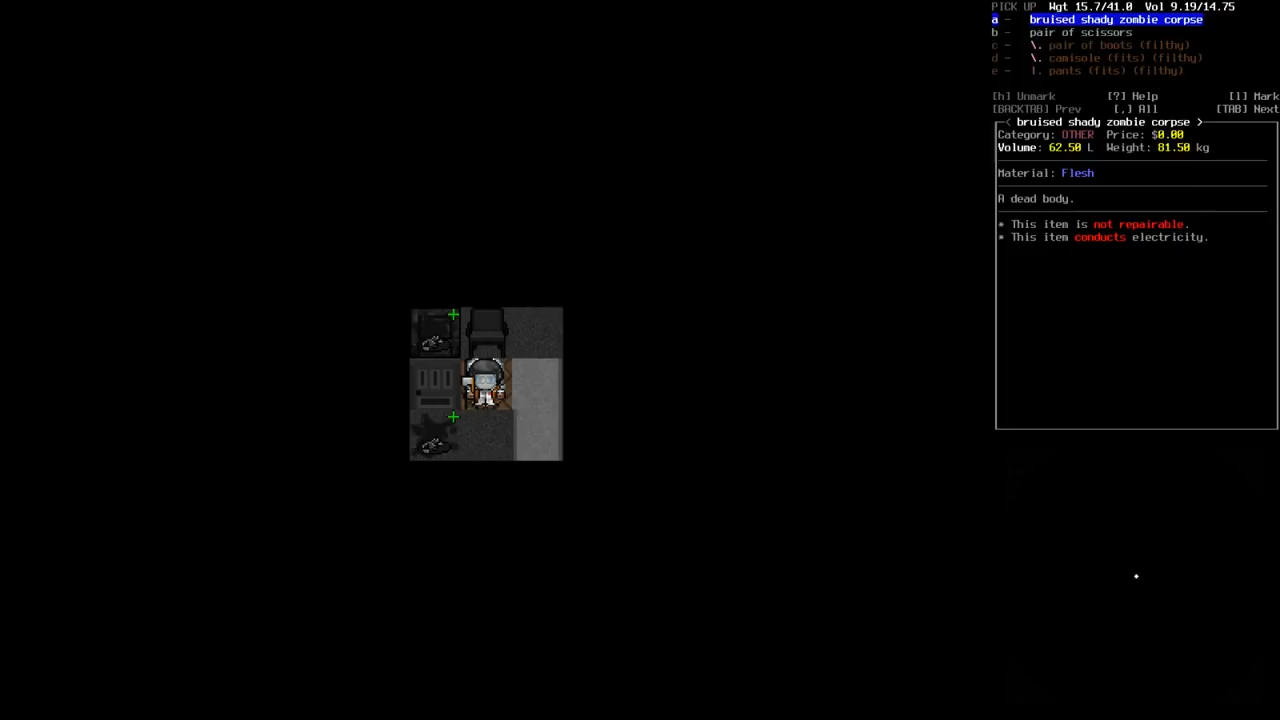 PICK UP Wgt 15.7/41.0 Vol 9.19/14.75
a - bruised shady zombie corpse
b - pair of scissors
c - \. pair of boots (filthy)
d - \. camisole (fits) (filthy)
e - |. pants (fits) (filthy)
[h] Unmark [?] Help [l] Mark
[BACKTAB] Prev [,] All [TAB] Next
< bruised shady zombie corpse >
Category: OTHER Price: $0.00
Volume: 62.50 L Weight: 81.50 kg
Material: Flesh
A dead body.
* This item is not repairable.
* This item conducts electricity.